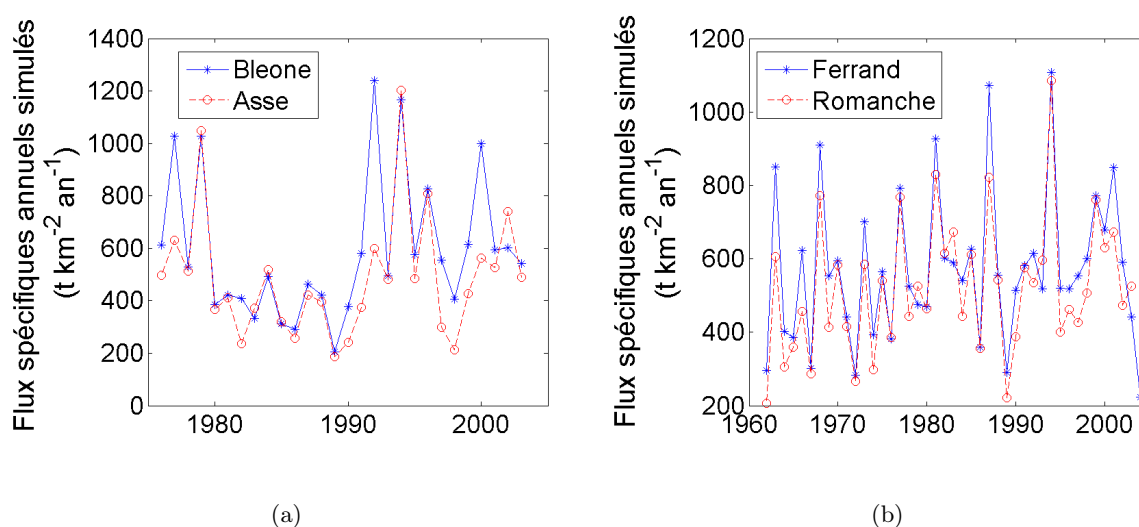 Flux spécifiques annuels simulés
(t km-2 an-1)
1400
1200
1000
800
600
400
200
0
Bleone
Asse
1980
1990
2000
(a)
Flux spécifiques annuels simulés
(t km-2 an-1)
1200
1000
800
600
400
200
Ferrand
Romanche
1960
1970
1980
1990
2000
(b)